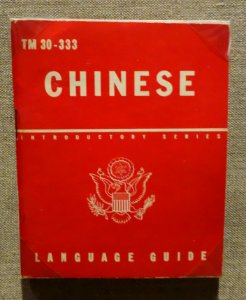 TM 30-333
CHINESE
INTRODUCTORY SERIES
LANGUAGE GUIDE